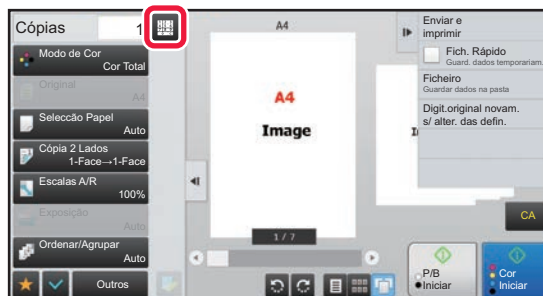 Cópias 1
Modo de Cor
Cor Total
Original
A4
Selecção Papel
Auto
Cópia 2 Lados
1-Face→1-Face
Escalas A/R
100%
Exposição
Auto
Ordenar/Agrupar
Auto
Outros
A4
A4
Image
1 / 7
Enviar e
imprimir
Fich. Rápido
Guard. dados temporariam.
Ficheiro
Guardar dados na pasta
Digit.original novam.
s/ alter. das defin.
CA
P/B
Iniciar
Cor
Iniciar